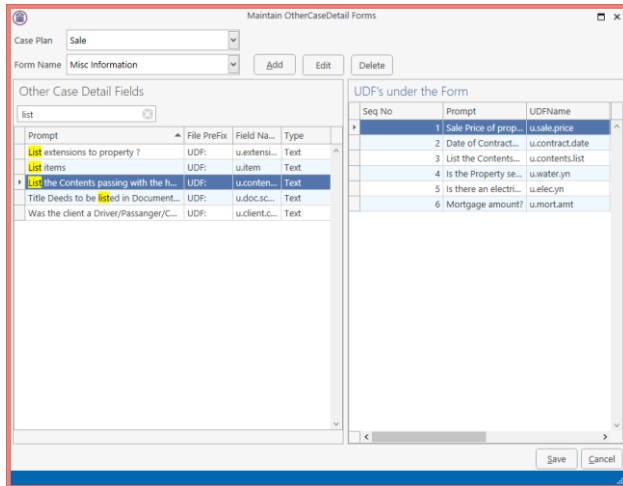 Maintain OtherCaseDetail Forms
Case Plan Sale
Form Name Misc Information Add Edit Delete
Other Case Detail Fields
list
Prompt File PreFix Field Na... Type
List extensions to property ? UDF: u.extensi... Text
List items UDF: u.item Text
List the Contents passing with the h... UDF: u.conten... Text
Title Deeds to be listed in Document... UDF: u.doc.sc... Text
Was the client a Driver/Passanger/C... UDF: u.client.c... Text
UDF's under the Form
Seq No Prompt UDFName
1 Sale Price of prop... u.sale.price
2 Date of Contract... u.contract.date
3 List the Contents... u.contents.list
4 Is the Property se... u.water.yn
5 Is there an electri... u.elec.yn
6 Mortgage amount? u.mort.amt
Save Cancel